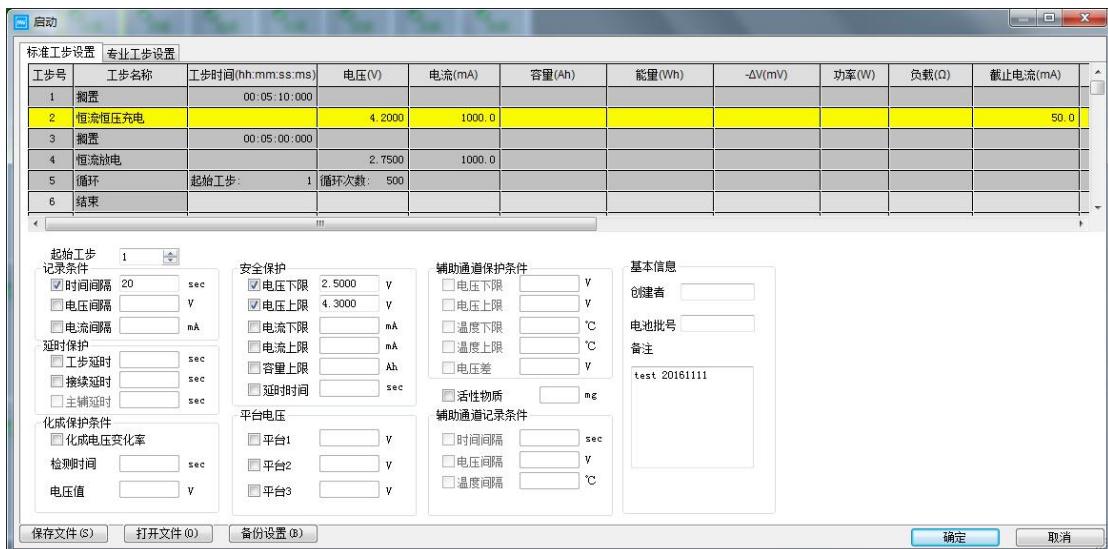 启动
标准工步设置 专业工步设置
工步号 工步名称 工步时间(hh:mm:ss:ms) 电压(V) 电流(mA) 容量(Ah) 能量(Wh) -ΔV(mV) 功率(W) 负载(Ω) 截止电流(mA)
1 搁置 00:05:10:000
2 恒流恒压充电 4.2000 1000.0 50.0
3 搁置 00:05:00:000
4 恒流放电 2.7500 1000.0
5 循环 起始工步: 1 循环次数: 500
6 结束
起始工步 1
记录条件
时间间隔 20 sec
电压间隔 V
电流间隔 mA
延时保护
工步延时 sec
接续延时 sec
主辅延时 sec
化成保护条件
化成电压变化率
检测时间 sec
电压值 V
安全保护
电压下限 2.5000 V
电压上限 4.3000 V
电流下限 mA
电流上限 mA
容量上限 Ah
延时时间 sec
平台电压
平台1 V
平台2 V
平台3 V
辅助通道保护条件
电压下限 V
电压上限 V
温度下限 ℃
温度上限 ℃
电压差 V
活性物质 mg
辅助通道记录条件
时间间隔 sec
电压间隔 V
温度间隔 ℃
基本信息
创建者
电池批号
备注
test 20161111
保存文件(S) 打开文件(O) 备份设置(B) 确定 取消